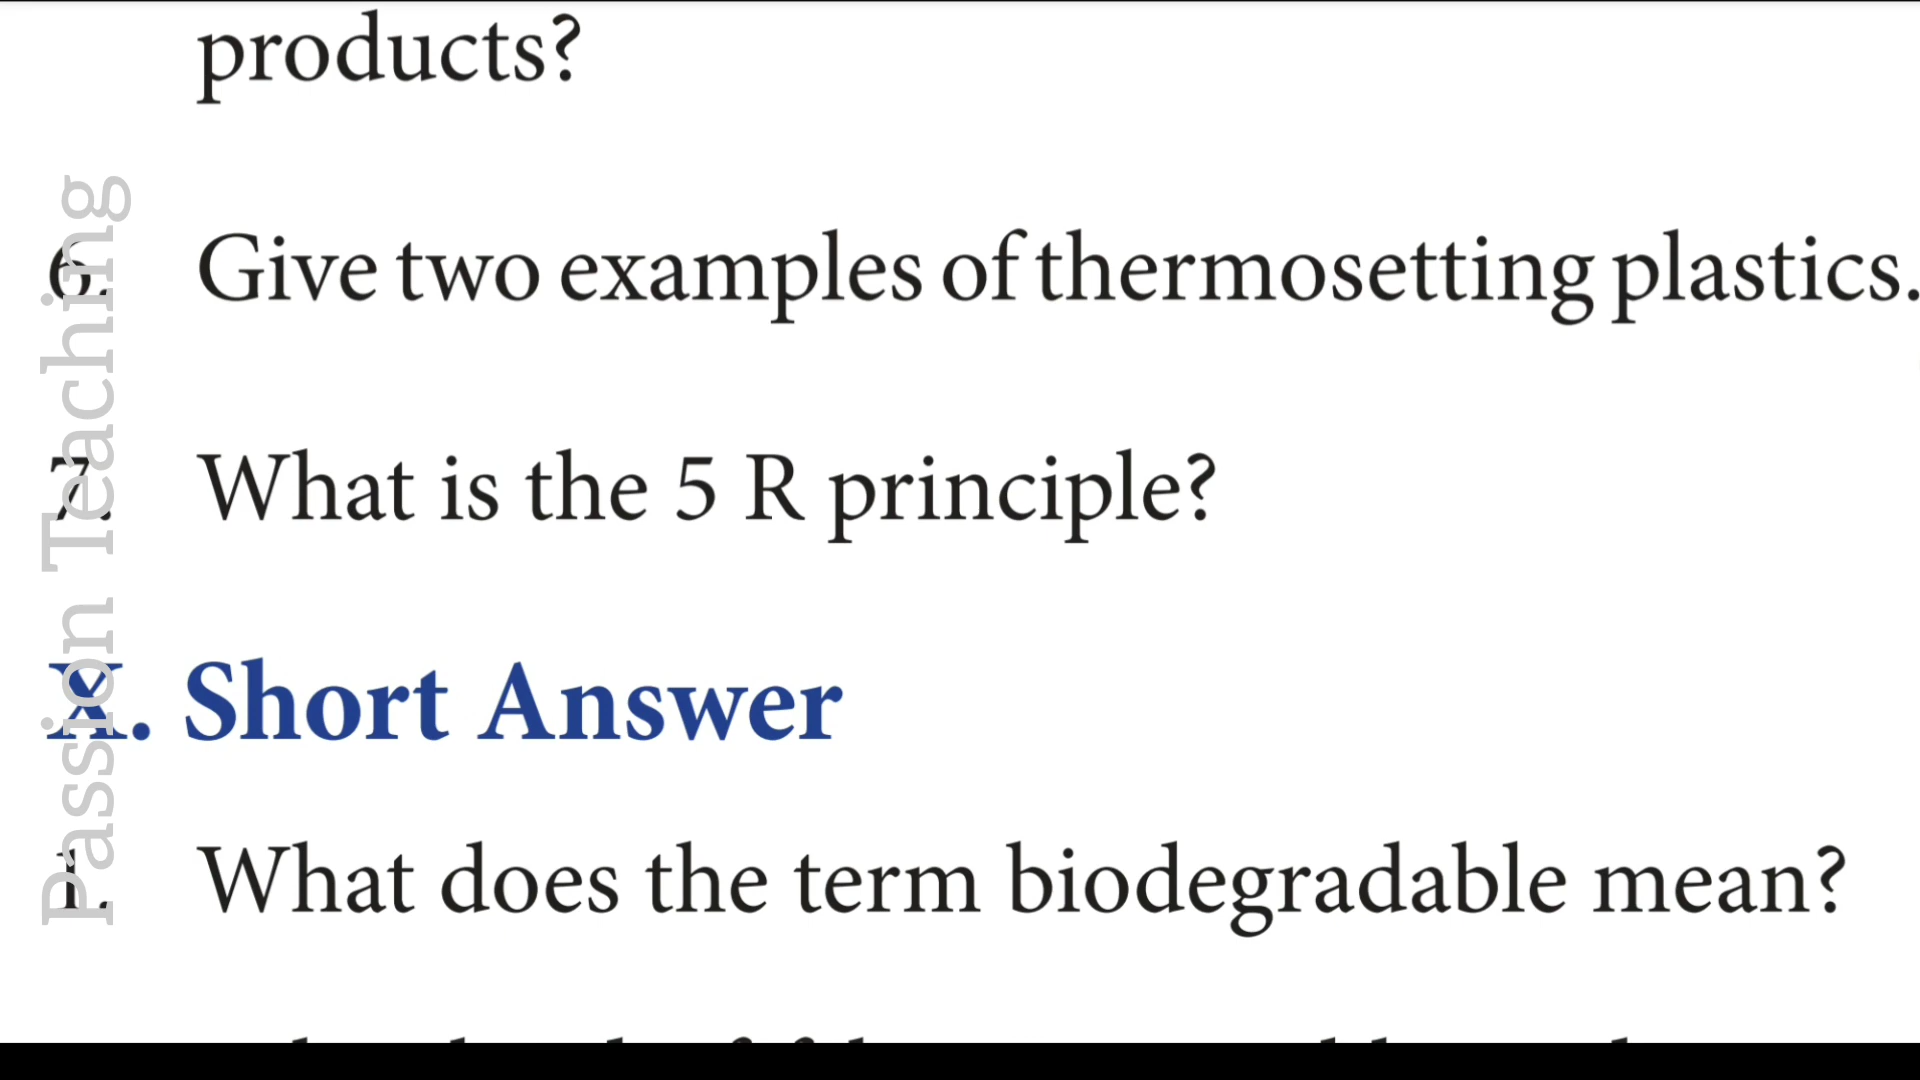 products?
6. Give two examples of thermosetting plastics.
7. What is the 5 R principle?
X. Short Answer
1. What does the term biodegradable mean?
Passion Teaching